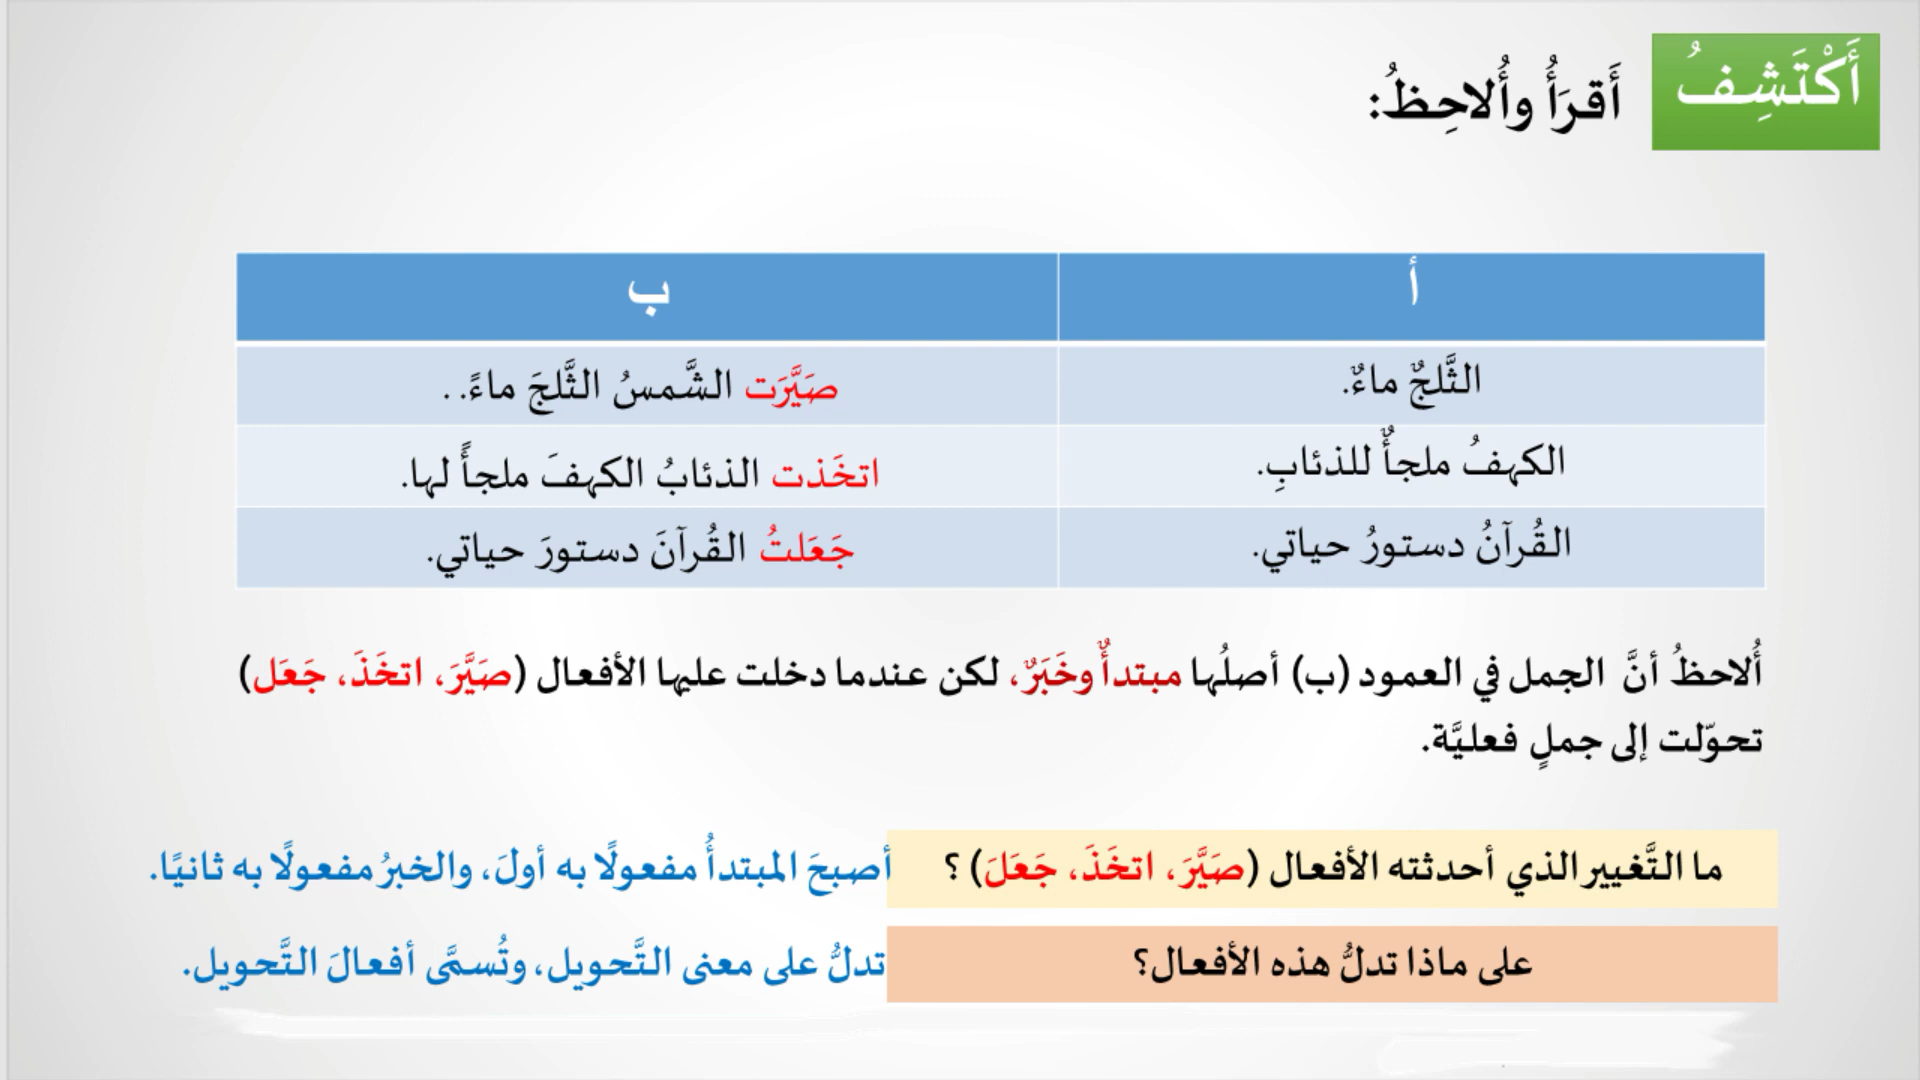 أَكْتَشِفُ
أَقرَأُ وأُلاحِظُ:
أ
ب
الثَّلجٌ ماءٌ.
صَيَّرَت الشَّمسُ الثَّلجَ ماءً. .
الكهفُ ملجأٌ للذئابِ.
اتخَذت الذئابُ الكهفَ ملجأً لها.
القُرآنُ دستورُ حياتي.
جَعَلتُ القُرآنَ دستورَ حياتي.
أُلاحظُ أنَّ الجمل في العمود (ب) أصلُها مبتدأٌ وخَبَرٌ، لكن عندما دخلت عليها الأفعال (صَيَّرَ، اتخَذَ، جَعَل)
تحوّلت إلى جملٍ فعليَّة.
ما التَّغيير الذي أحدثته الأفعال (صَيَّرَ، اتخَذَ، جَعَلَ) ؟
أصبحَ المبتدأُ مفعولًا به أولَ، والخبرُ مفعولًا به ثانيًا.
على ماذا تدلُّ هذه الأفعال؟
تدلُّ على معنى التَّحويل، وتُسمَّى أفعالَ التَّحويل.